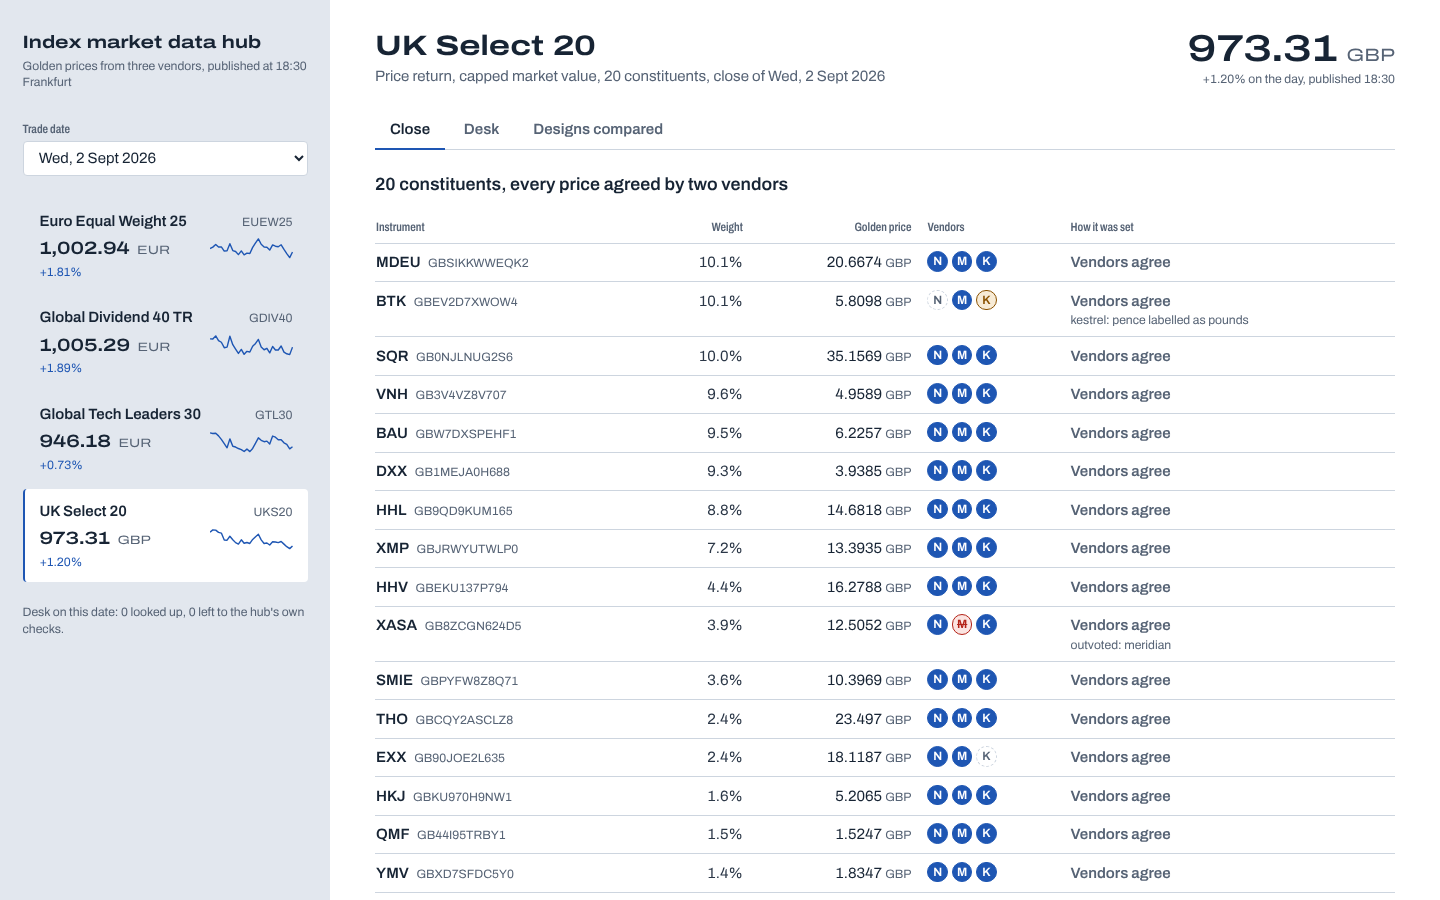 Index market data hub
Golden prices from three vendors, published at 18:30
Frankfurt
Trade date
Wed, 2 Sept 2026
Euro Equal Weight 25 EUEW25
1,002.94 EUR
+1.81%
Global Dividend 40 TR GDIV40
1,005.29 EUR
+1.89%
Global Tech Leaders 30 GTL30
946.18 EUR
+0.73%
UK Select 20 UKS20
973.31 GBP
+1.20%
Desk on this date: 0 looked up, 0 left to the hub's own
checks.
UK Select 20
Price return, capped market value, 20 constituents, close of Wed, 2 Sept 2026
973.31 GBP
+1.20% on the day, published 18:30
Close Desk Designs compared
20 constituents, every price agreed by two vendors
Instrument Weight Golden price Vendors How it was set
MDEU GBSIKKWWEQK2 10.1% 20.6674 GBP N M K Vendors agree
BTK GBEV2D7XWOW4 10.1% 5.8098 GBP N M K Vendors agree
kestrel: pence labelled as pounds
SQR GB0NJLNUG2S6 10.0% 35.1569 GBP N M K Vendors agree
VNH GB3V4VZ8V707 9.6% 4.9589 GBP N M K Vendors agree
BAU GBW7DXSPEHF1 9.5% 6.2257 GBP N M K Vendors agree
DXX GB1MEJA0H688 9.3% 3.9385 GBP N M K Vendors agree
HHL GB9QD9KUM165 8.8% 14.6818 GBP N M K Vendors agree
XMP GBJRWYUTWLP0 7.2% 13.3935 GBP N M K Vendors agree
HHV GBEKU137P794 4.4% 16.2788 GBP N M K Vendors agree
XASA GB8ZCGN624D5 3.9% 12.5052 GBP N M K Vendors agree
outvoted: meridian
SMIE GBPYFW8Z8Q71 3.6% 10.3969 GBP N M K Vendors agree
THO GBCQY2ASCLZ8 2.4% 23.497 GBP N M K Vendors agree
EXX GB90JOE2L635 2.4% 18.1187 GBP N M K Vendors agree
HKJ GBKU970H9NW1 1.6% 5.2065 GBP N M K Vendors agree
QMF GB44I95TRBY1 1.5% 1.5247 GBP N M K Vendors agree
YMV GBXD7SFDC5Y0 1.4% 1.8347 GBP N M K Vendors agree